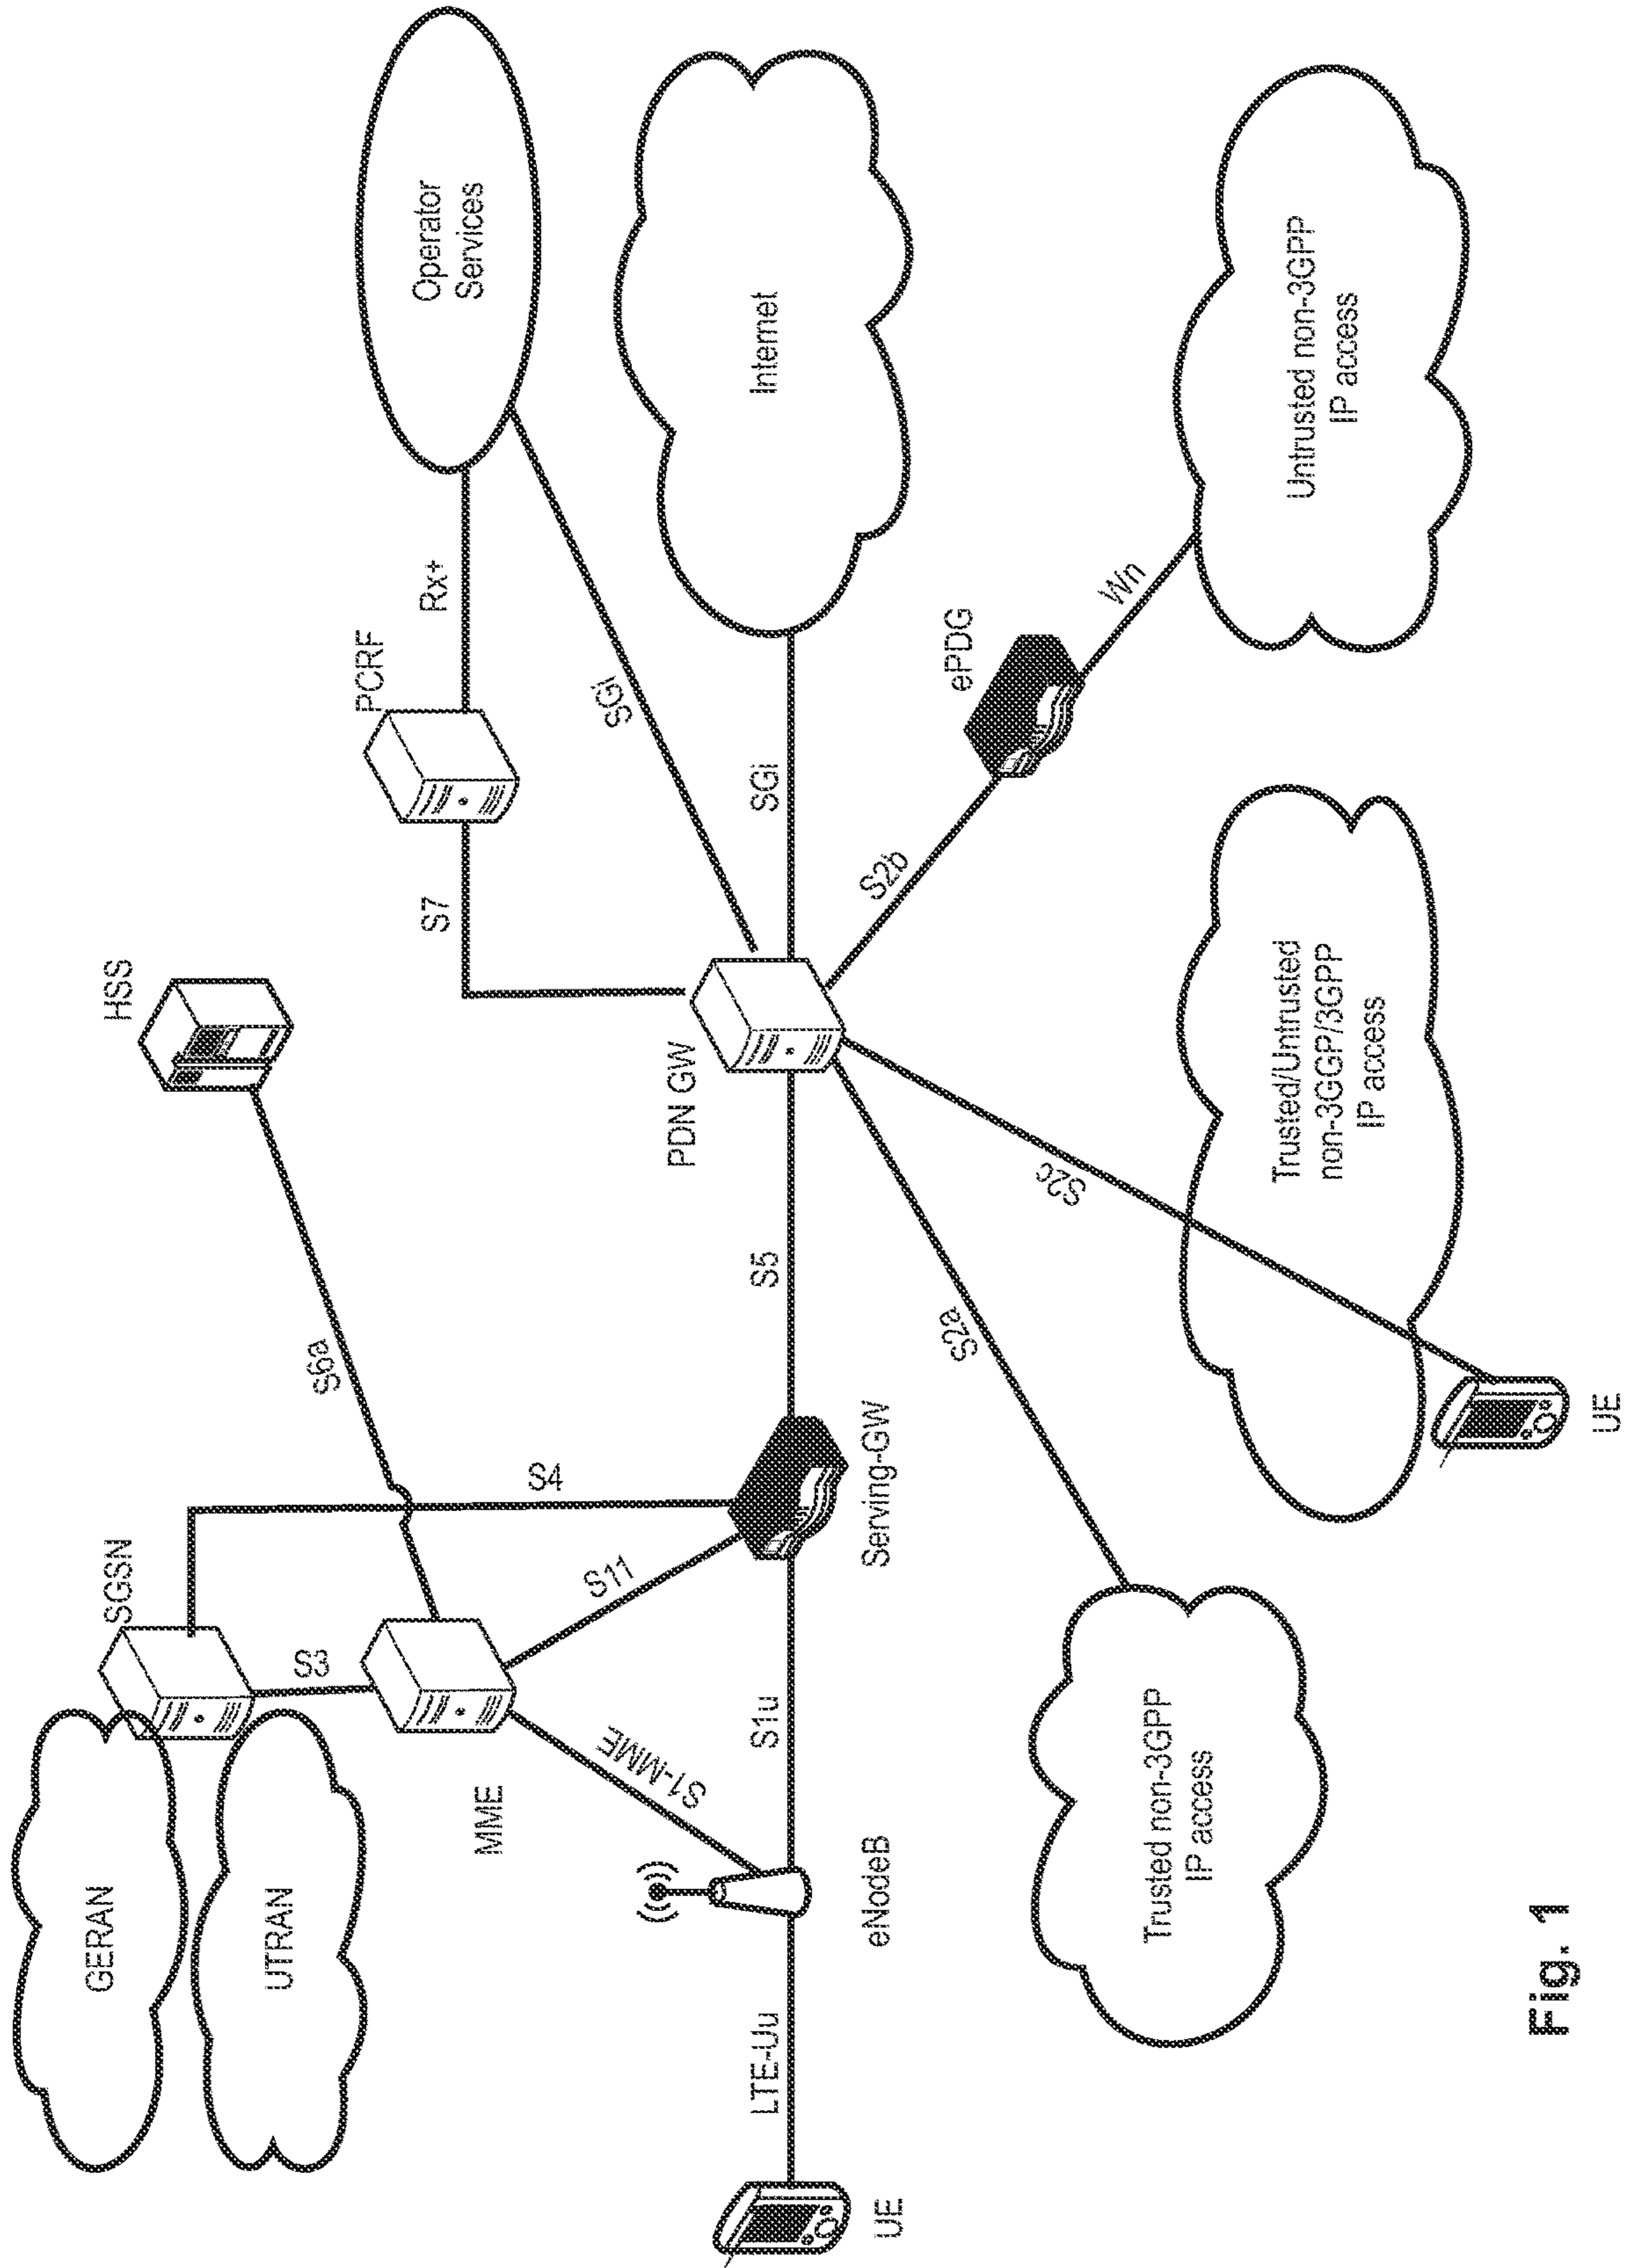 HSS
SGSN
GERAN
UTRAN
S3
S6a
MME
S4
S11
S1-MME
PCRF
S7
Rx+
Operator
Services
SGi
PDN GW
SGi
Internet
UE
LTE-Uu
eNodeB
S1u
Serving-GW
S5
S2a
S2c
S2b
ePDG
Wn
Trusted non-3GPP
IP access
Trusted/Untrusted
non-3GGP/3GPP
IP access
Untrusted non-3GPP
IP access
UE
Fig. 1